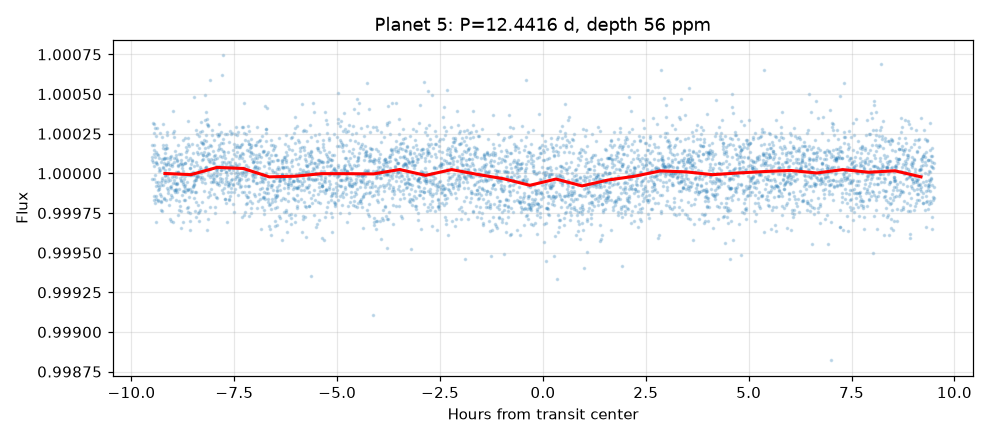 Planet 5: P=12.4416 d, depth 56 ppm
1.00075
1.00050
1.00025
1.00000
0.99975
0.99950
0.99925
0.99900
0.99875
Flux
−10.0 −7.5 −5.0 −2.5 0.0 2.5 5.0 7.5 10.0
Hours from transit center